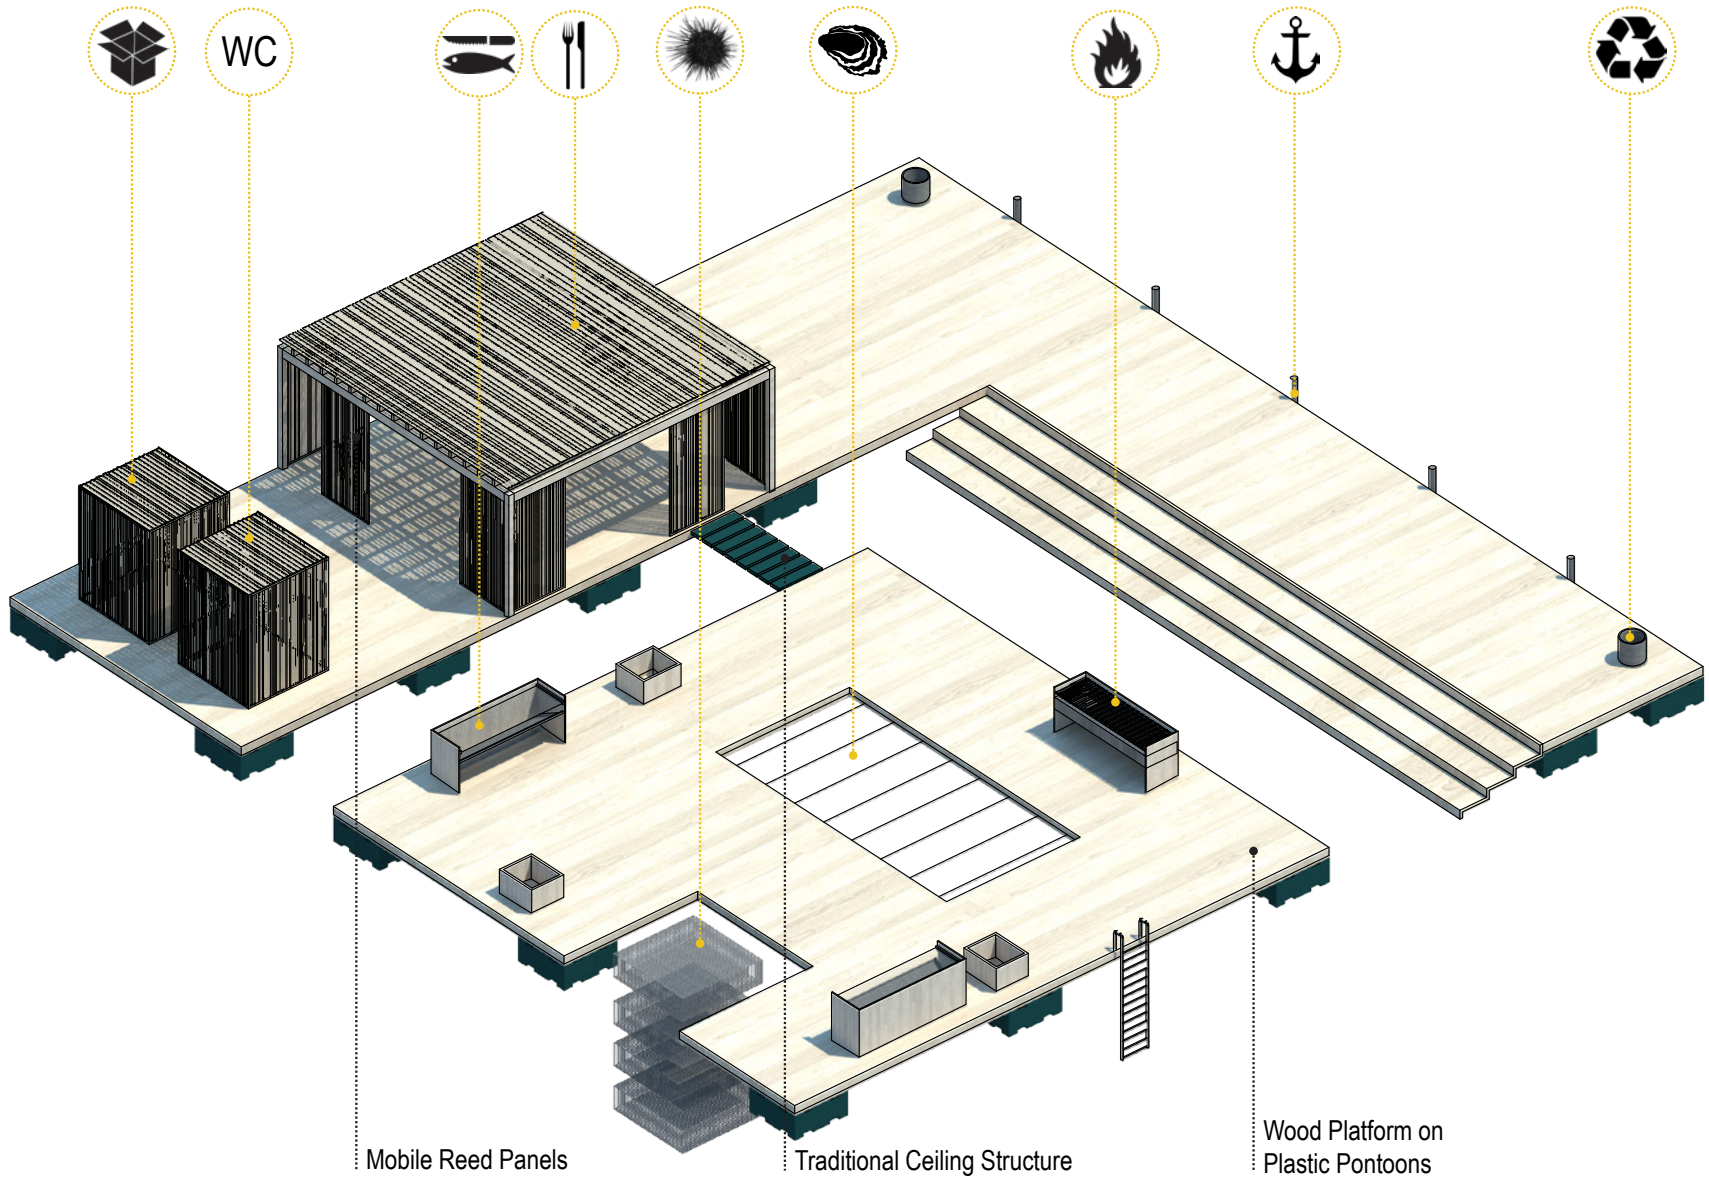 WC
Mobile Reed Panels
Traditional Ceiling Structure
Wood Platform on
Plastic Pontoons